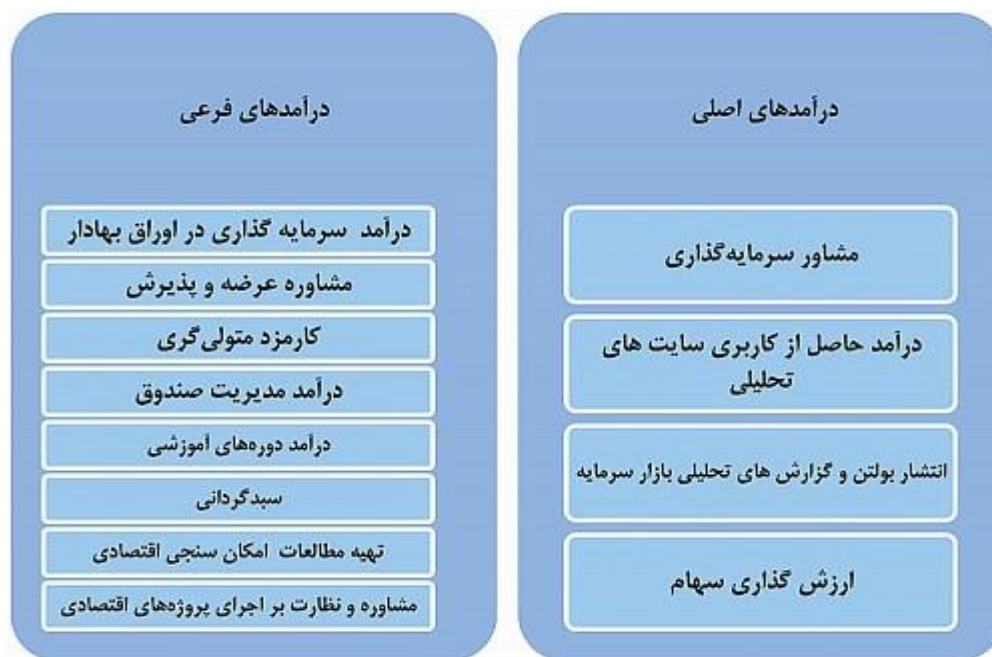 درآمدهای اصلی
مشاور سرمایه‌گذاری
درآمد حاصل از کاربری سایت های
تحلیلی
انتشار بولتن و گزارش های تحلیلی بازار سرمایه
ارزش گذاری سهام
درآمدهای فرعی
درآمد سرمایه گذاری در اوراق بهادار
مشاوره عرضه و پذیرش
کارمزد متولی‌گری
درآمد مدیریت صندوق
درآمد دوره‌های آموزشی
سبدگردانی
تهیه مطالعات امکان سنجی اقتصادی
مشاوره و نظارت بر اجرای پروژه‌های اقتصادی